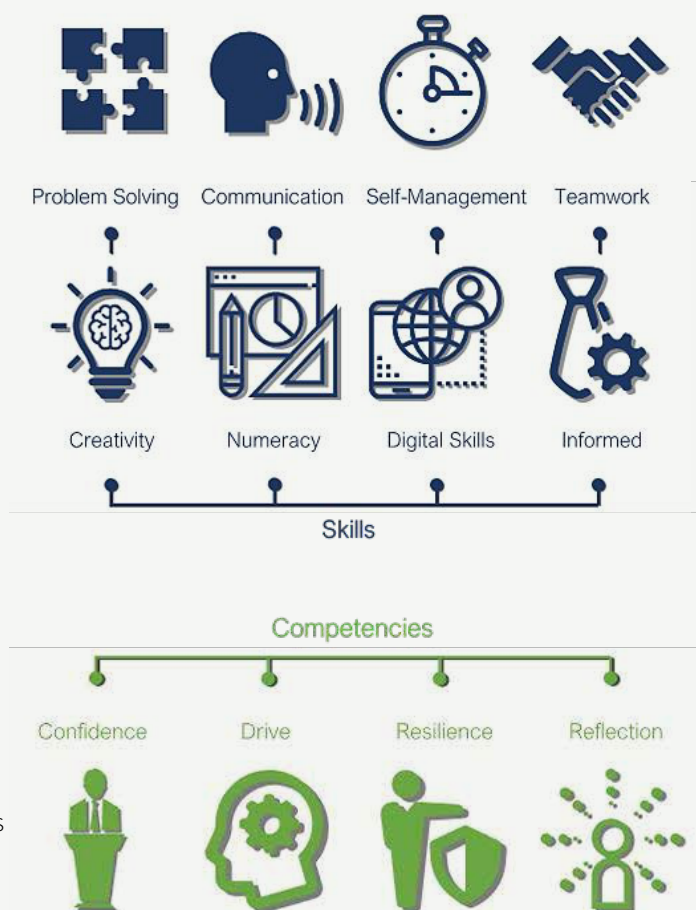 Problem Solving Communication Self-Management Teamwork
Creativity Numeracy Digital Skills Informed
Skills
Competencies
Confidence Drive Resilience Reflection
s